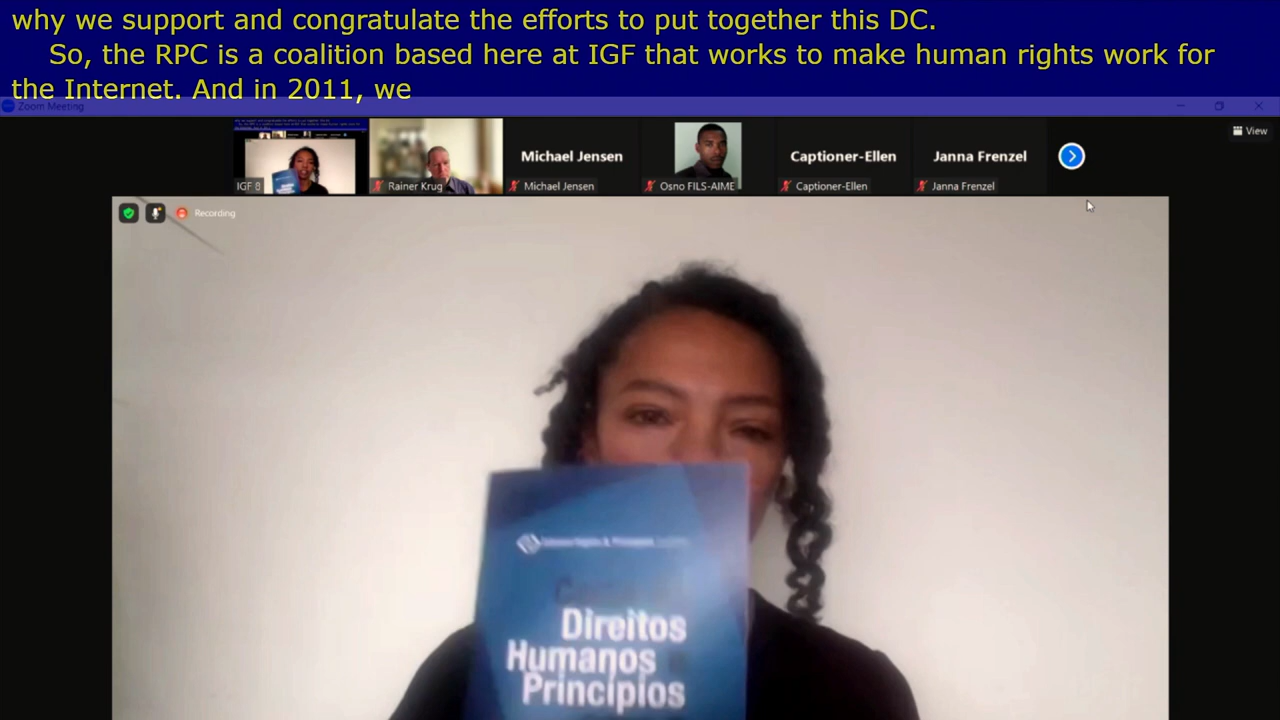 why we support and congratulate the efforts to put together this DC.
So, the RPC is a coalition based here at IGF that works to make human rights work for
the Internet. And in 2011, we
Zoom Meeting
View
Michael Jensen
Captioner-Ellen
Janna Frenzel
IGF 8
Rainer Krug
Michael Jensen
Osno FILS-AIME
Captioner-Ellen
Janna Frenzel
Recording
Direitos
Humanos
Princípios